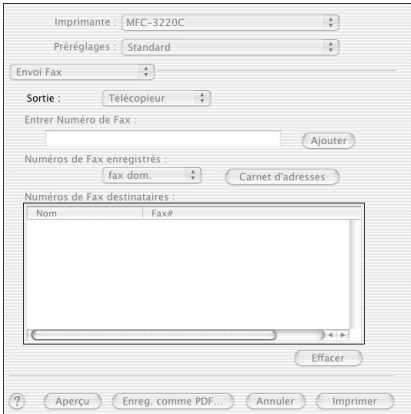 Imprimante : MFC-3220C
Préréglages : Standard
Envoi Fax
Sortie : Télécopieur
Entrer Numéro de Fax :
Ajouter
Numéros de Fax enregistrés :
fax dom. Carnet d'adresses
Numéros de Fax destinataires :
Nom Fax#
Effacer
? Aperçu Enreg. comme PDF... Annuler Imprimer